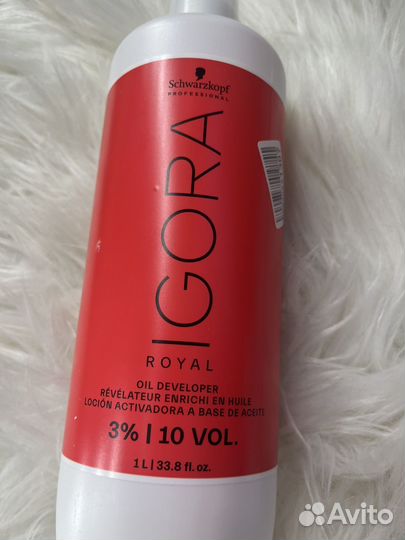 Schwarzkopf
PROFESSIONAL
IGORA
ROYAL
OIL DEVELOPER
RÉVÉLATEUR ENRICHI EN HUILE
LOCIÓN ACTIVADORA A BASE DE ACEITE
3% | 10 VOL.
1 L | 33.8 fl. oz.
Avito